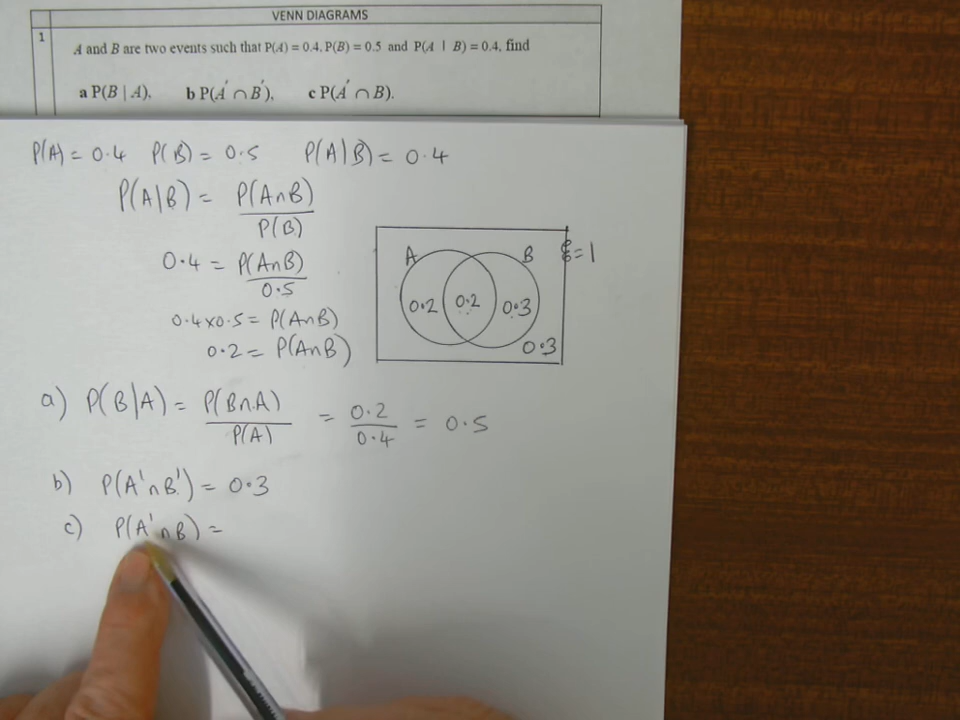 VENN DIAGRAMS
1
A and B are two events such that P(A) = 0.4, P(B) = 0.5 and P(A | B) = 0.4, find
a P(B | A), b P(A′ ∩ B′), c P(A′ ∩ B).
P(A) = 0.4 P(B) = 0.5 P(A|B) = 0.4
P(A|B) = P(A∩B)
P(B)
0.4 = P(A∩B)
0.5
0.4×0.5 = P(A∩B)
0.2 = P(A∩B)
A B ξ=1
0.2 0.2 0.3
0.3
a) P(B|A) = P(B∩A) = 0.2 = 0.5
P(A) 0.4
b) P(A'∩B') = 0.3
c) P(A'∩B) =